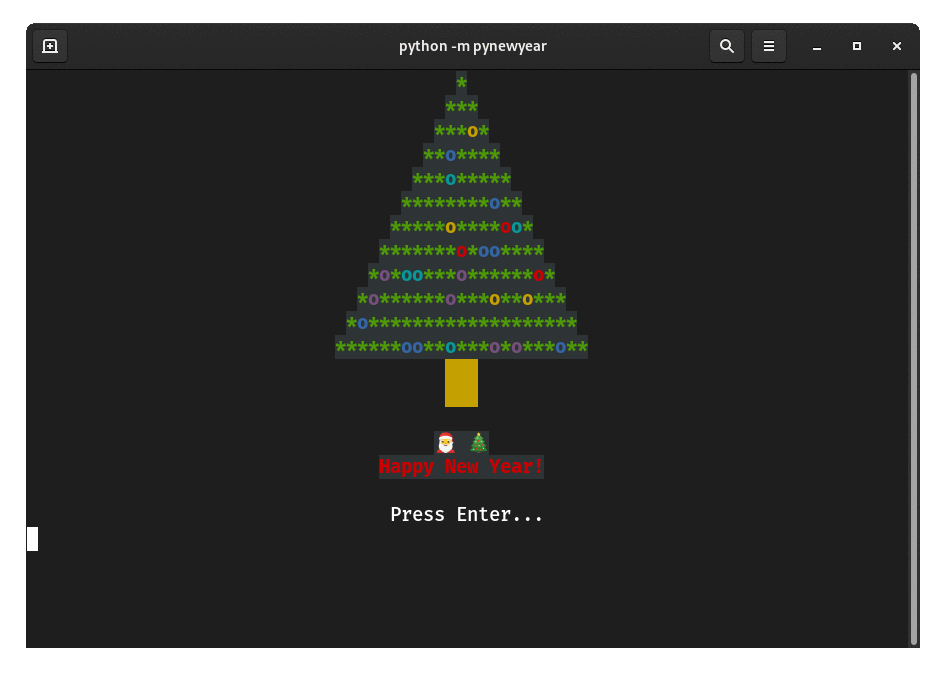 python -m pynewyear
*
***
***o*
**o****
***o*****
********o**
*****o****oo*
*******o*oo****
*o*oo***o******o*
*o******o***o**o***
*o*******************
******oo**o***o*o***o**
🎅 🎄
Happy New Year!
Press Enter...